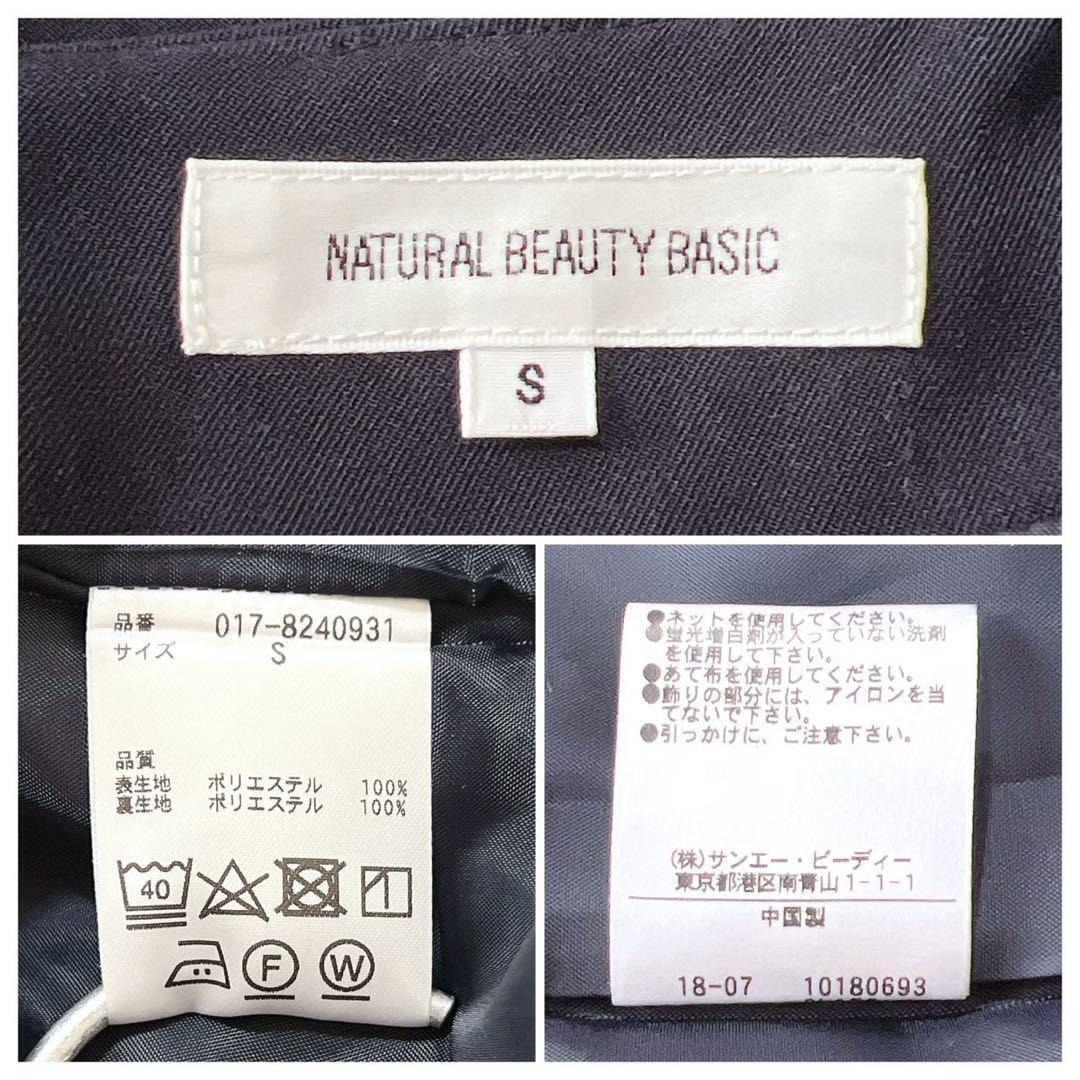 NATURAL BEAUTY BASIC
S
品番 017-8240931
サイズ S
品質
表生地 ポリエステル 100%
裏生地 ポリエステル 100%
40
F W
●ネットを使用してください。
●蛍光増白剤が入っていない洗剤
を使用して下さい。
●あて布を使用してください。
●飾りの部分には、アイロンを当
てないで下さい。
●引っかけに、ご注意下さい。
(株)サンエー・ビーディー
東京都港区南青山1-1-1
中国製
18-07 10180693